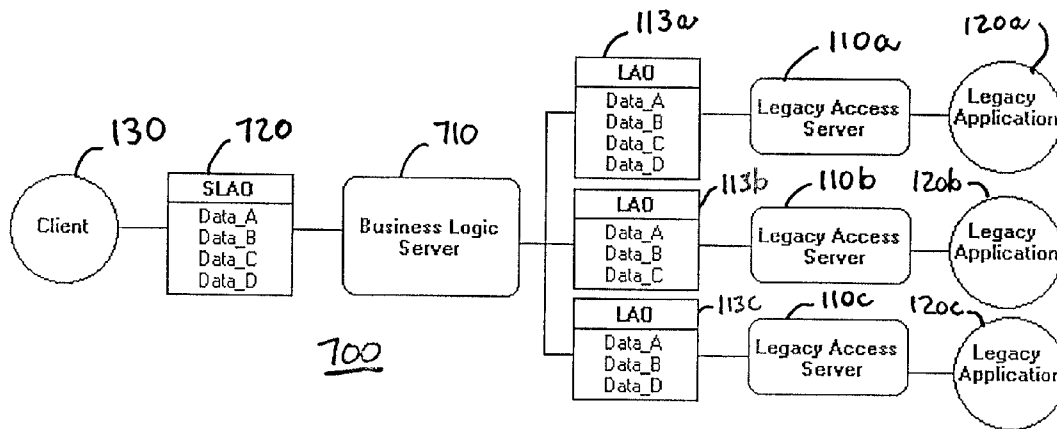 113a
110a
120a
LAO
Data_A
Data_B
Data_C
Data_D
Legacy Access
Server
Legacy
Application
130
720
710
Client
SLAO
Data_A
Data_B
Data_C
Data_D
Business Logic
Server
113b
110b
120b
LAO
Data_A
Data_B
Data_C
Legacy Access
Server
Legacy
Application
113c
110c
120c
LAO
Data_A
Data_B
Data_D
Legacy Access
Server
Legacy
Application
700